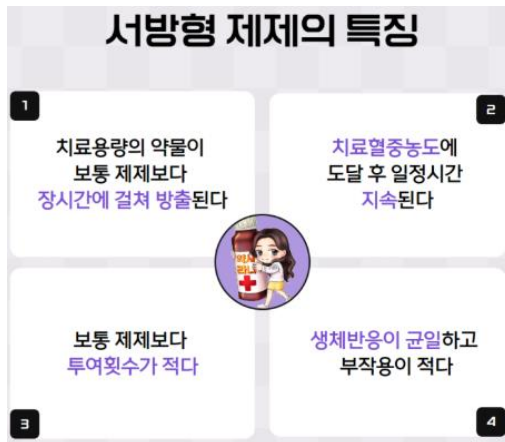 서방형 제제의 특징
1
치료용량의 약물이
보통 제제보다
장시간에 걸쳐 방출된다
2
치료혈중농도에
도달 후 일정시간
지속된다
3
보통 제제보다
투여횟수가 적다
4
생체반응이 균일하고
부작용이 적다